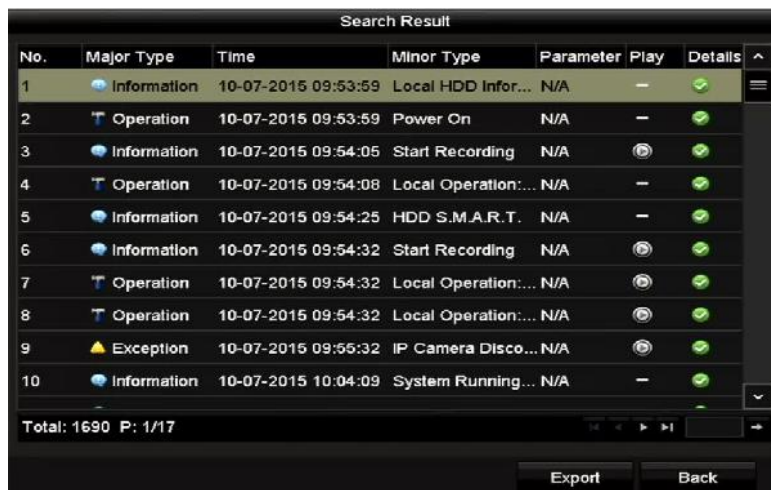 Search Result
No. Major Type Time Minor Type Parameter Play Details
1 Information 10-07-2015 09:53:59 Local HDD Infor... N/A –
2 Operation 10-07-2015 09:53:59 Power On N/A –
3 Information 10-07-2015 09:54:05 Start Recording N/A
4 Operation 10-07-2015 09:54:08 Local Operation:... N/A –
5 Information 10-07-2015 09:54:25 HDD S.M.A.R.T. N/A –
6 Information 10-07-2015 09:54:32 Start Recording N/A
7 Operation 10-07-2015 09:54:32 Local Operation:... N/A
8 Operation 10-07-2015 09:54:32 Local Operation:... N/A
9 Exception 10-07-2015 09:55:32 IP Camera Disco... N/A
10 Information 10-07-2015 10:04:09 System Running... N/A –
Total: 1690 P: 1/17
Export Back